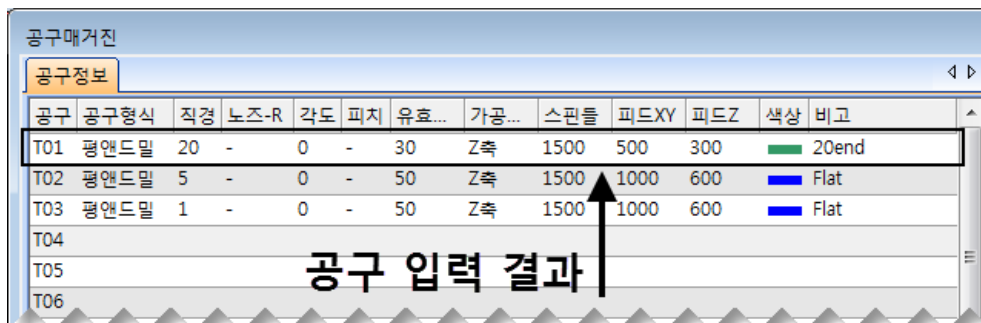 공구매거진
공구정보
공구 공구형식 직경 노즈-R 각도 피치 유효... 가공... 스핀들 피드XY 피드Z 색상 비고
T01 평앤드밀 20 - 0 - 30 Z축 1500 500 300 20end
T02 평앤드밀 5 - 0 - 50 Z축 1500 1000 600 Flat
T03 평앤드밀 1 - 0 - 50 Z축 1500 1000 600 Flat
T04
T05
공구 입력 결과
T06